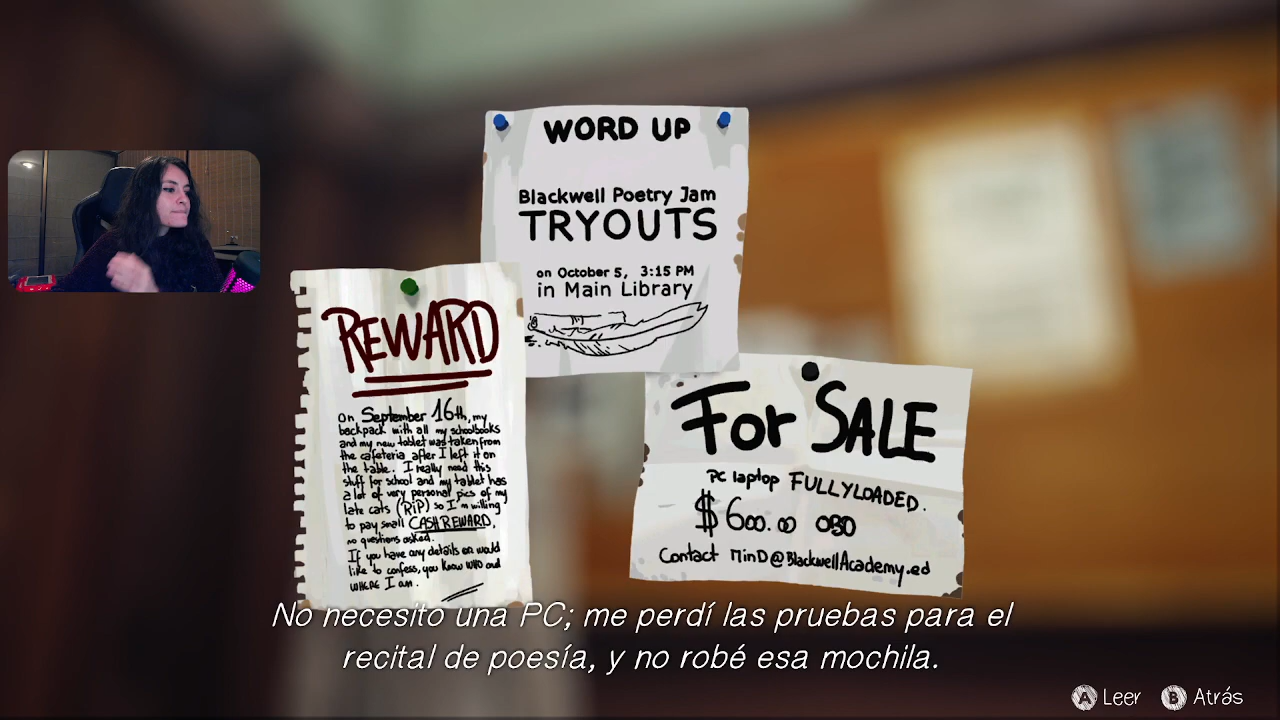 WORD UP
Blackwell Poetry Jam
TRYOUTS
on October 5, 3:15 PM
in Main Library
REWARD
On September 16th, my
backpack with all my schoolbooks
and my new tablet was taken from
the cafeteria after I left it on
the table. I really need this
stuff for school and my tablet has
a lot of very personal pics of my
late cats (RIP) so I'm willing
to pay small CASH REWARD,
no questions asked.
If you have any details or would
like to confess, you know WHO and
WHERE I am.
For SALE
PC laptop FULLYLOADED.
$600.00 OBO
Contact MinD@BlackwellAcademy.ed
No necesito una PC; me perdí las pruebas para el
recital de poesía, y no robé esa mochila.
A Leer B Atrás